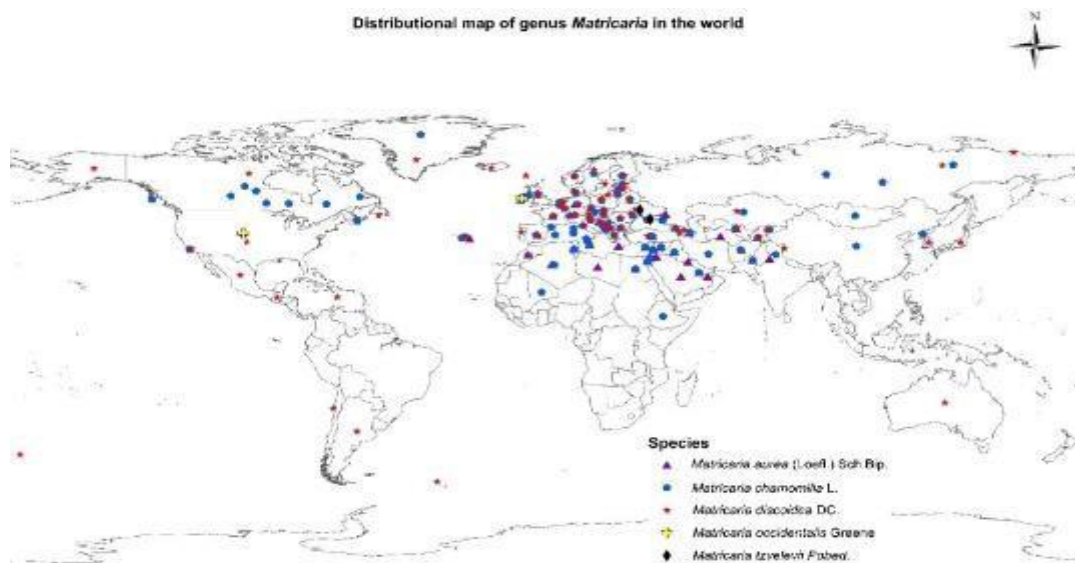 Distributional map of genus Matricaria in the world
N
Species
Matricaria aurea (Loefl.) Sch.Bip.
Matricaria chamomilla L.
Matricaria discoidea DC.
Matricaria occidentalis Greene
Matricaria tzvelevii Pobed.